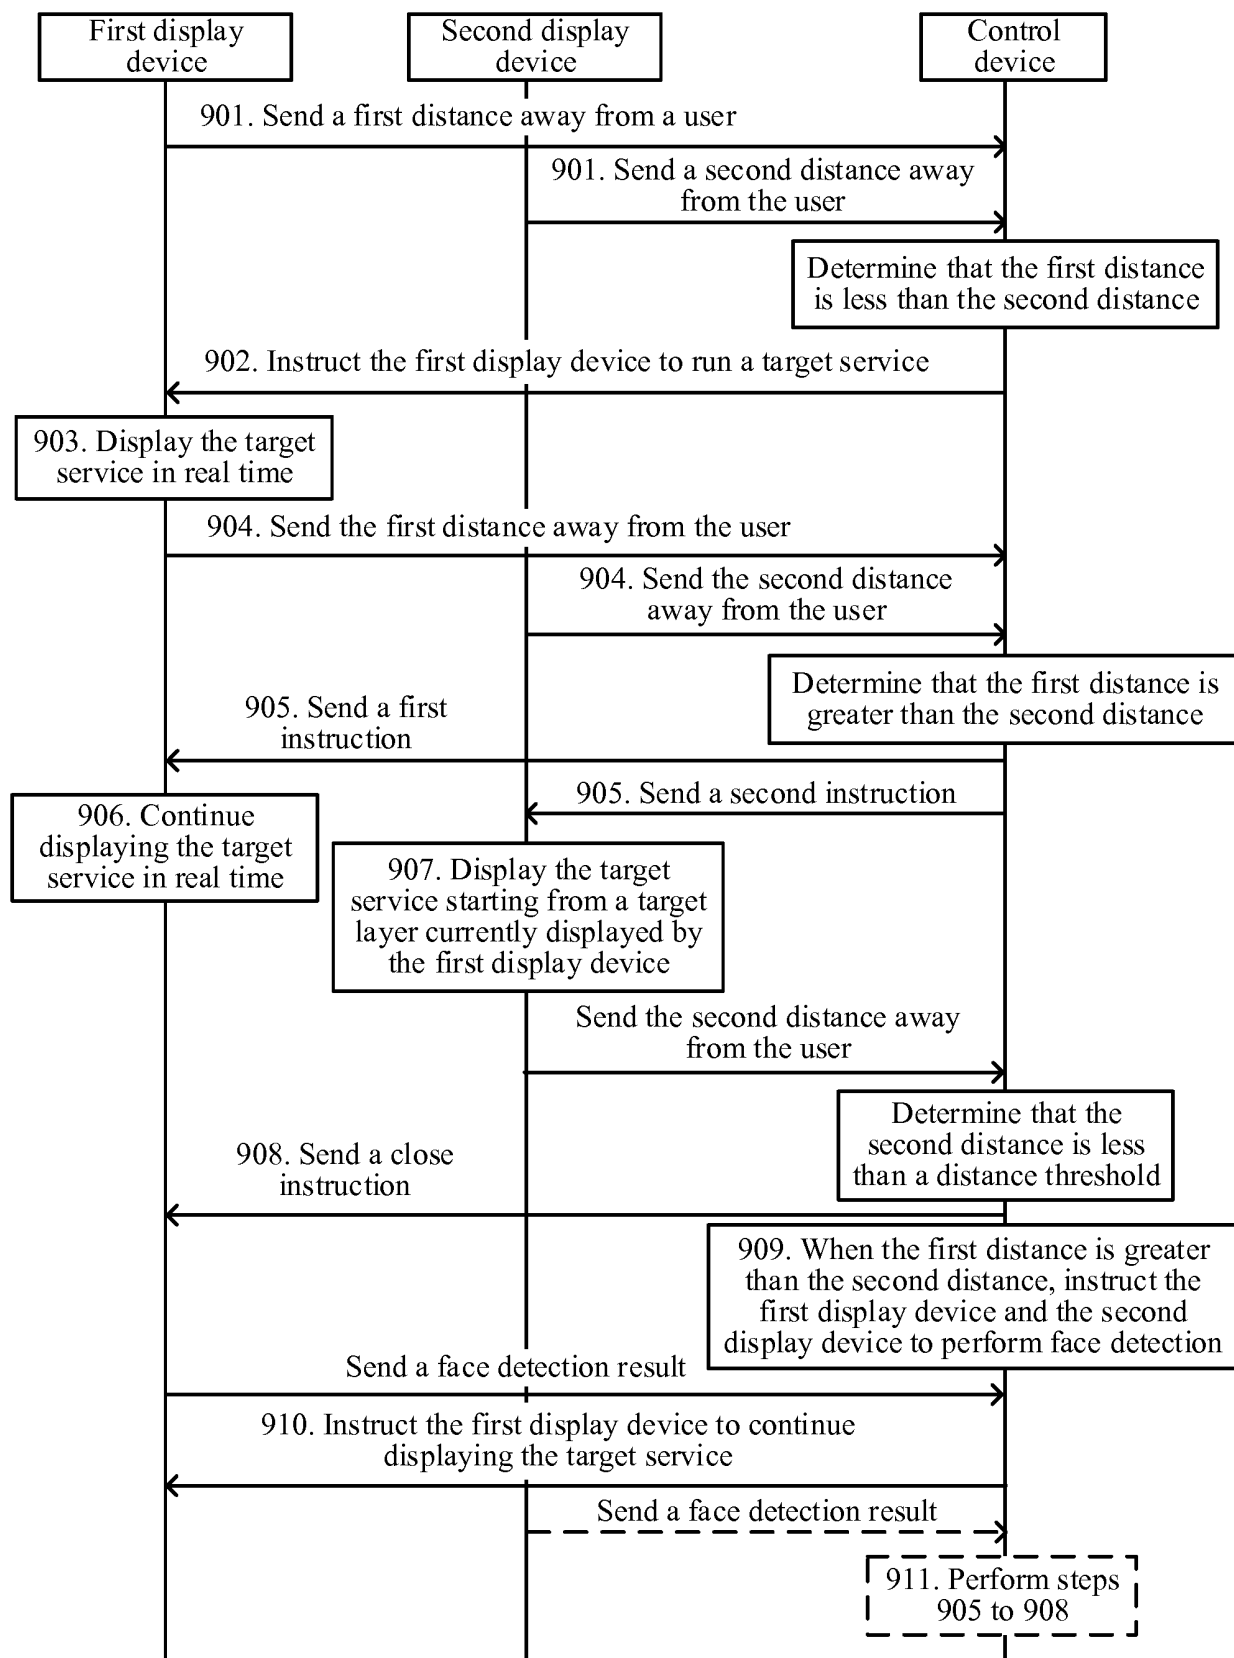 First display
device
Second display
device
Control
device
901. Send a first distance away from a user
901. Send a second distance away
from the user
Determine that the first distance
is less than the second distance
902. Instruct the first display device to run a target service
903. Display the target
service in real time
904. Send the first distance away from the user
904. Send the second distance
away from the user
Determine that the first distance is
greater than the second distance
905. Send a first
instruction
905. Send a second instruction
906. Continue
displaying the target
service in real time
907. Display the target
service starting from a target
layer currently displayed by
the first display device
Send the second distance away
from the user
Determine that the
second distance is less
than a distance threshold
908. Send a close
instruction
909. When the first distance is greater
than the second distance, instruct the
first display device and the second
display device to perform face detection
Send a face detection result
910. Instruct the first display device to continue
displaying the target service
Send a face detection result
911. Perform steps
905 to 908